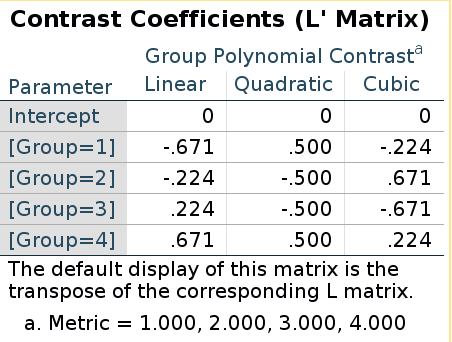 Contrast Coefficients (L' Matrix)
Group Polynomial Contrastᵃ
Parameter Linear Quadratic Cubic
Intercept 0 0 0
[Group=1] -.671 .500 -.224
[Group=2] -.224 -.500 .671
[Group=3] .224 -.500 -.671
[Group=4] .671 .500 .224
The default display of this matrix is the
transpose of the corresponding L matrix.
a. Metric = 1.000, 2.000, 3.000, 4.000